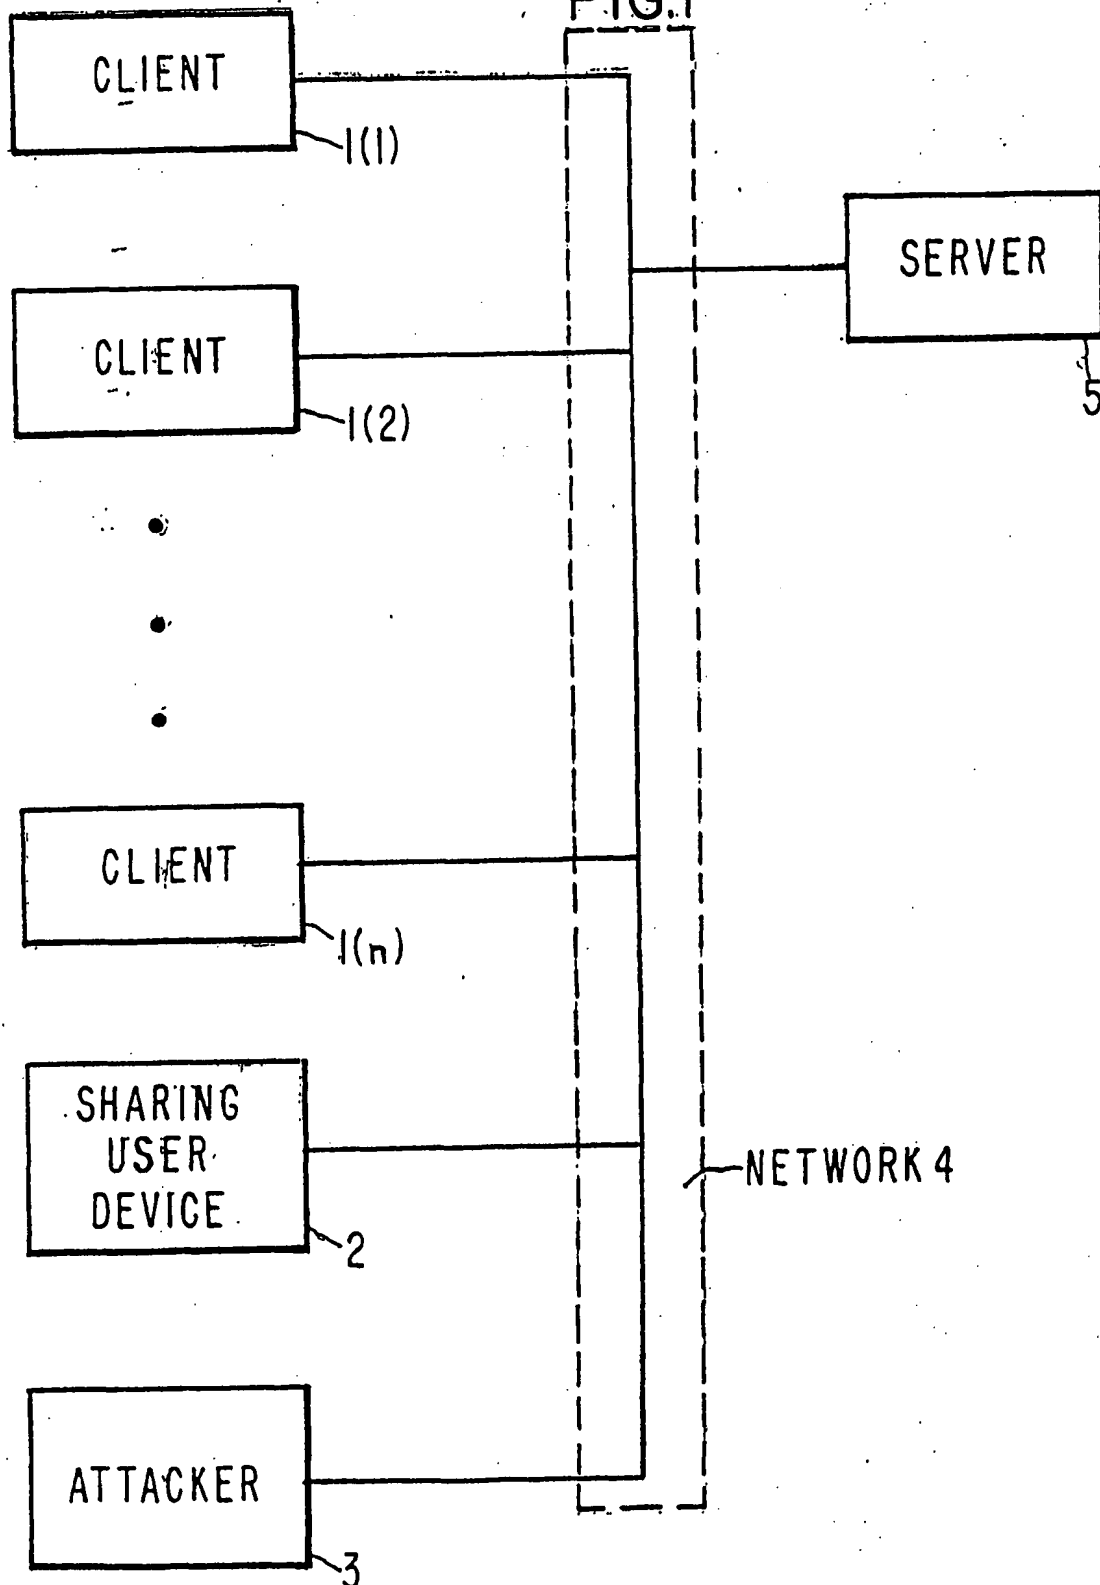 FIG.1
CLIENT
1(1)
SERVER
5
CLIENT
1(2)
CLIENT
1(n)
SHARING
USER
DEVICE
2
NETWORK 4
ATTACKER
3